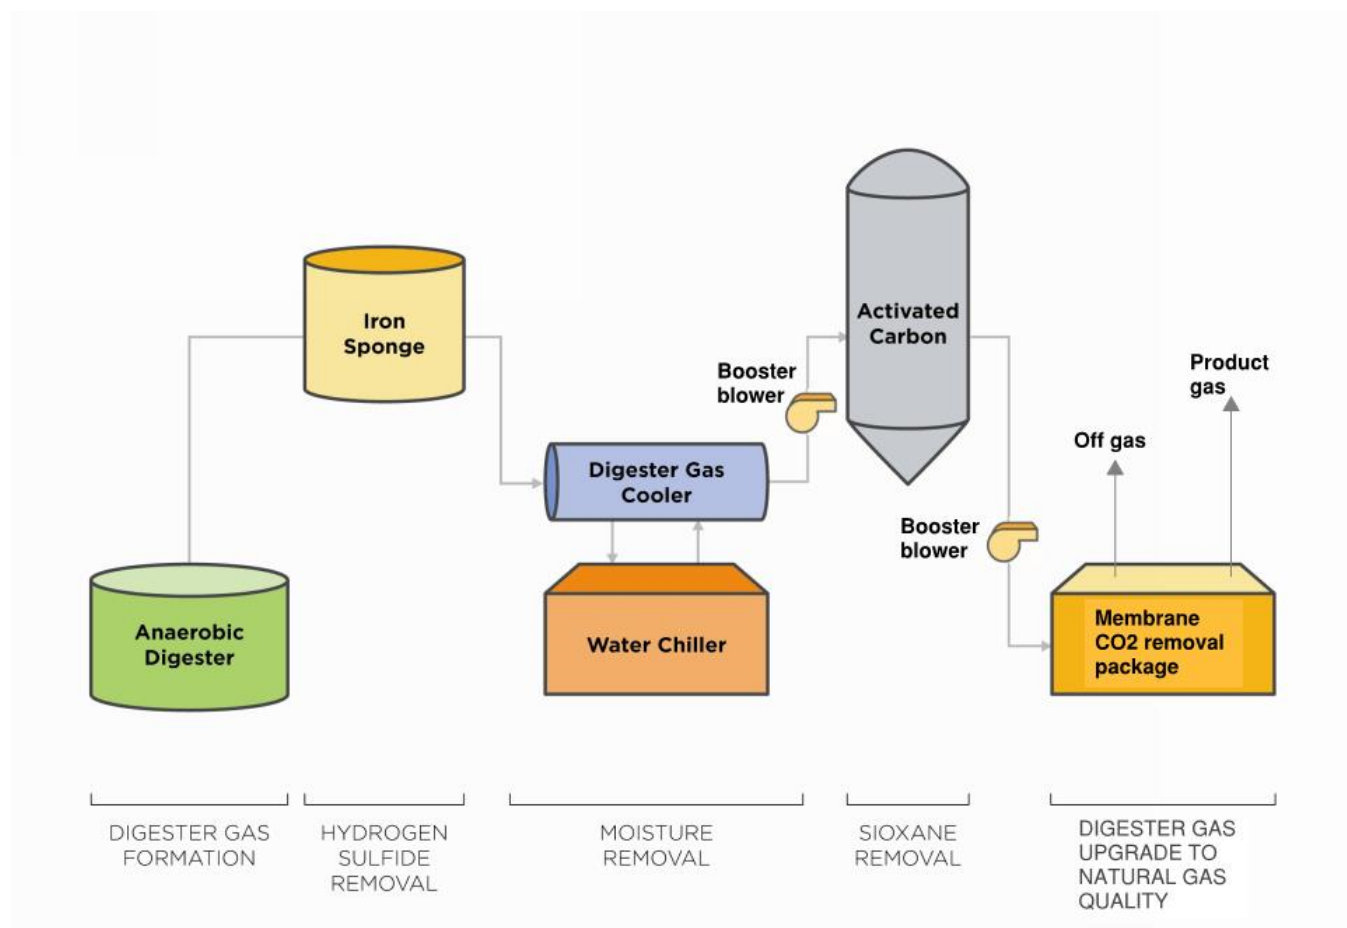 Iron
Sponge
Activated
Carbon
Booster
blower
Product
gas
Off gas
Digester Gas
Cooler
Booster
blower
Anaerobic
Digester
Water Chiller
Membrane
CO2 removal
package
DIGESTER GAS
FORMATION
HYDROGEN
SULFIDE
REMOVAL
MOISTURE
REMOVAL
SIOXANE
REMOVAL
DIGESTER GAS
UPGRADE TO
NATURAL GAS
QUALITY